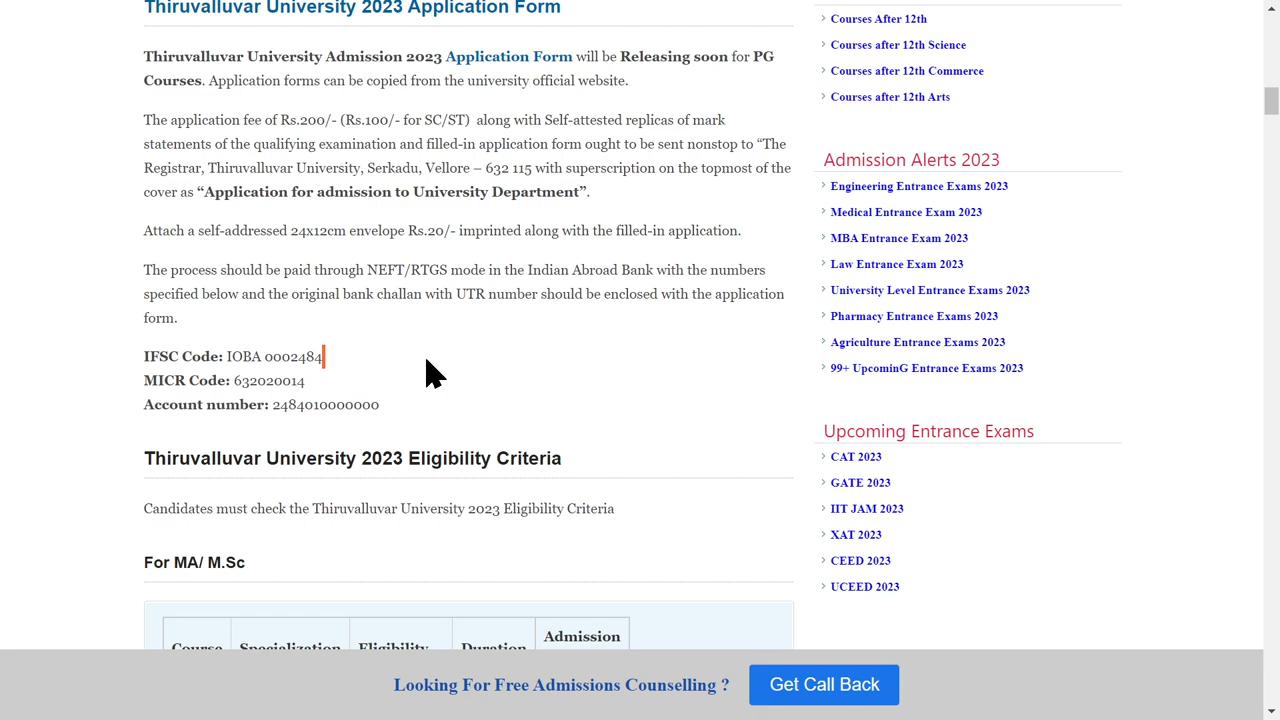 Thiruvalluvar University 2023 Application Form
Thiruvalluvar University Admission 2023 Application Form will be Releasing soon for PG
Courses. Application forms can be copied from the university official website.
The application fee of Rs.200/- (Rs.100/- for SC/ST)  along with Self-attested replicas of mark
statements of the qualifying examination and filled-in application form ought to be sent nonstop to “The
Registrar, Thiruvalluvar University, Serkadu, Vellore – 632 115 with superscription on the topmost of the
cover as “Application for admission to University Department”.
Attach a self-addressed 24x12cm envelope Rs.20/- imprinted along with the filled-in application.
The process should be paid through NEFT/RTGS mode in the Indian Abroad Bank with the numbers
specified below and the original bank challan with UTR number should be enclosed with the application
form.
IFSC Code: IOBA 0002484
MICR Code: 632020014
Account number: 2484010000000
Thiruvalluvar University 2023 Eligibility Criteria
Candidates must check the Thiruvalluvar University 2023 Eligibility Criteria
For MA/ M.Sc
Course Specialization Eligibility Duration Admission
Courses After 12th
Courses after 12th Science
Courses after 12th Commerce
Courses after 12th Arts
Admission Alerts 2023
Engineering Entrance Exams 2023
Medical Entrance Exam 2023
MBA Entrance Exam 2023
Law Entrance Exam 2023
University Level Entrance Exams 2023
Pharmacy Entrance Exams 2023
Agriculture Entrance Exams 2023
99+ UpcominG Entrance Exams 2023
Upcoming Entrance Exams
CAT 2023
GATE 2023
IIT JAM 2023
XAT 2023
CEED 2023
UCEED 2023
Looking For Free Admissions Counselling ? Get Call Back